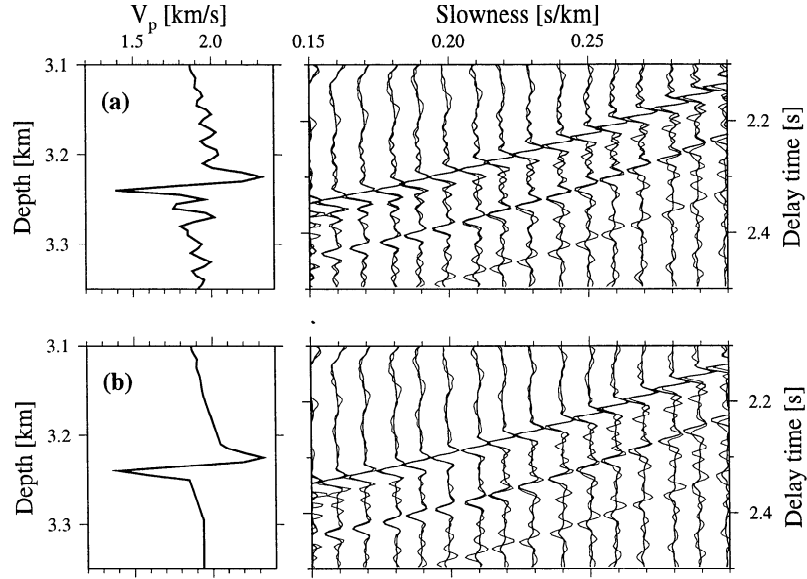 V_p [km/s]
Slowness [s/km]
1.5 2.0
0.15 0.20 0.25
3.1
(a)
3.2
2.2
Depth [km]
Delay time [s]
3.3
2.4
3.1
(b)
2.2
3.2
Depth [km]
Delay time [s]
3.3
2.4